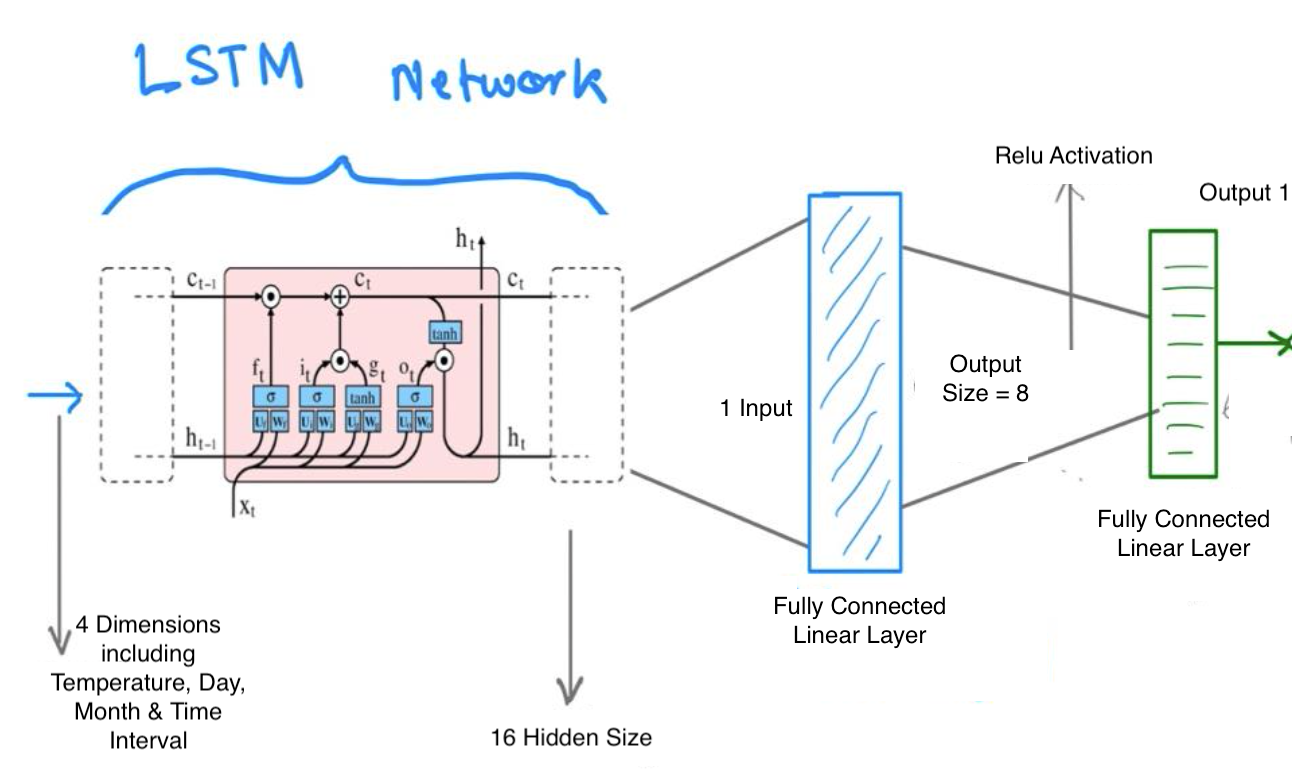 LSTM Network
Relu Activation
Output 1
h_t
c_{t-1}
c_t
c_t
tanh
f_t
i_t
g_t
o_t
σ
σ
tanh
σ
U_f W_f
U_i W_i
U_g W_g
U_o W_o
h_{t-1}
h_t
x_t
1 Input
Output
Size = 8
Fully Connected
Linear Layer
Fully Connected
Linear Layer
4 Dimensions
including
Temperature, Day,
Month & Time
Interval
16 Hidden Size